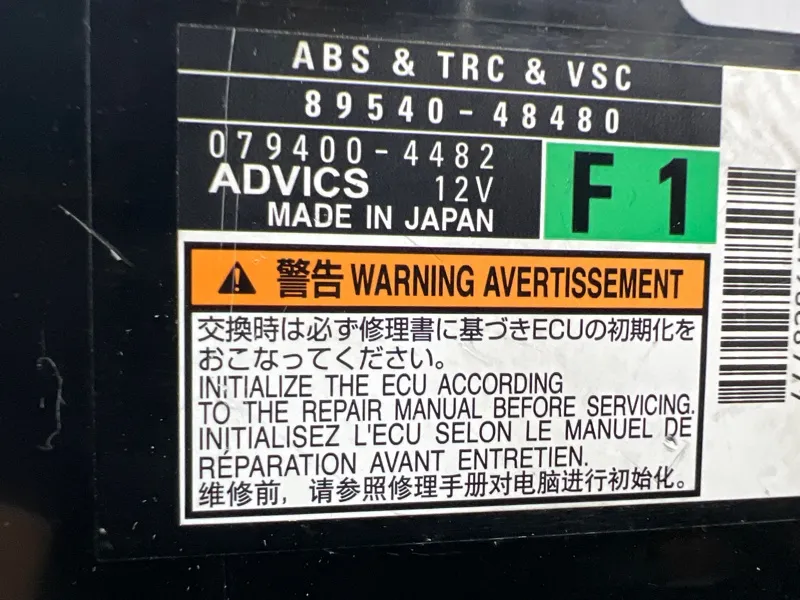 ABS & TRC & VSC
89540-48480
079400-4482
ADVICS 12V
MADE IN JAPAN
F1
警告 WARNING AVERTISSEMENT
交換時は必ず修理書に基づきECUの初期化を
おこなってください。
INITIALIZE THE ECU ACCORDING
TO THE REPAIR MANUAL BEFORE SERVICING.
INITIALISEZ L'ECU SELON LE MANUEL DE
RÉPARATION AVANT ENTRETIEN.
维修前，请参照修理手册对电脑进行初始化。